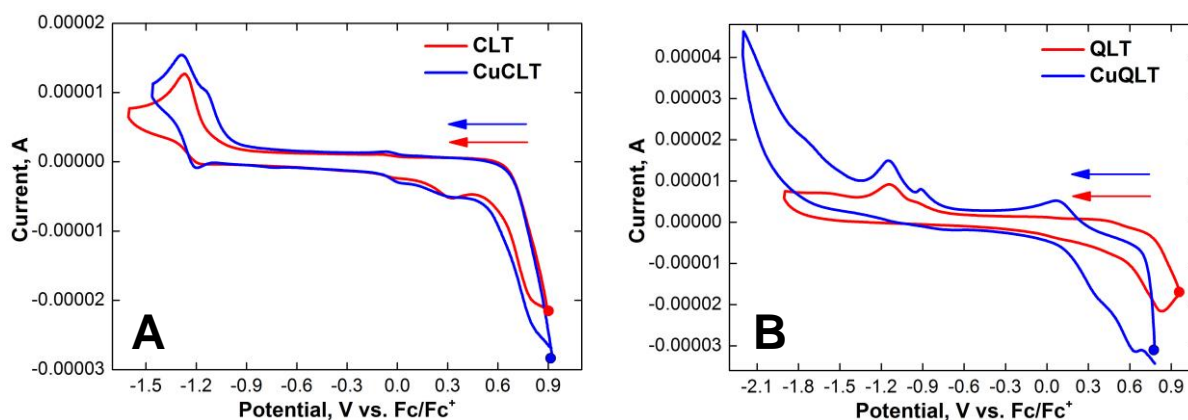 A
Current, A
0.00002
0.00001
0.00000
-0.00001
-0.00002
-0.00003
CLT
CuCLT
-1.5 -1.2 -0.9 -0.6 -0.3 0.0 0.3 0.6 0.9
Potential, V vs. Fc/Fc+
B
Current, A
0.00004
0.00003
0.00002
0.00001
0.00000
-0.00001
-0.00002
-0.00003
QLT
CuQLT
-2.1 -1.8 -1.5 -1.2 -0.9 -0.6 -0.3 0.0 0.3 0.6 0.9
Potential, V vs. Fc/Fc+